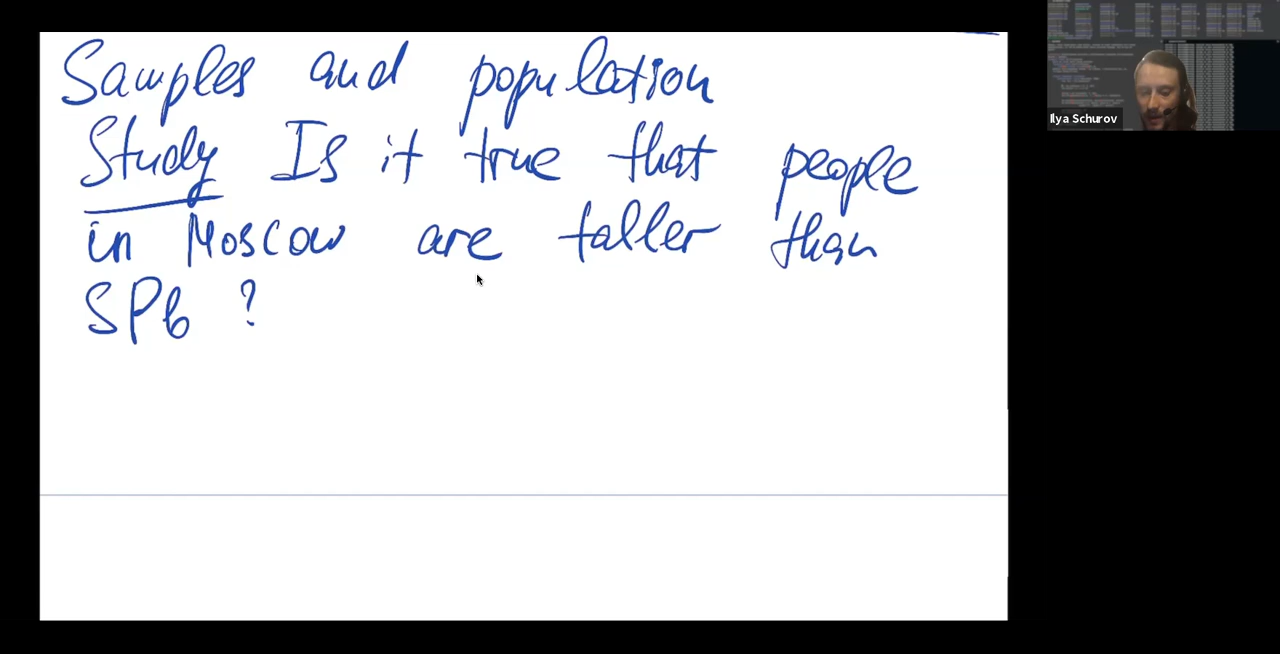 Samples and population
Study Is it true that people
in Moscow are taller than
SPb ?
Ilya Schurov